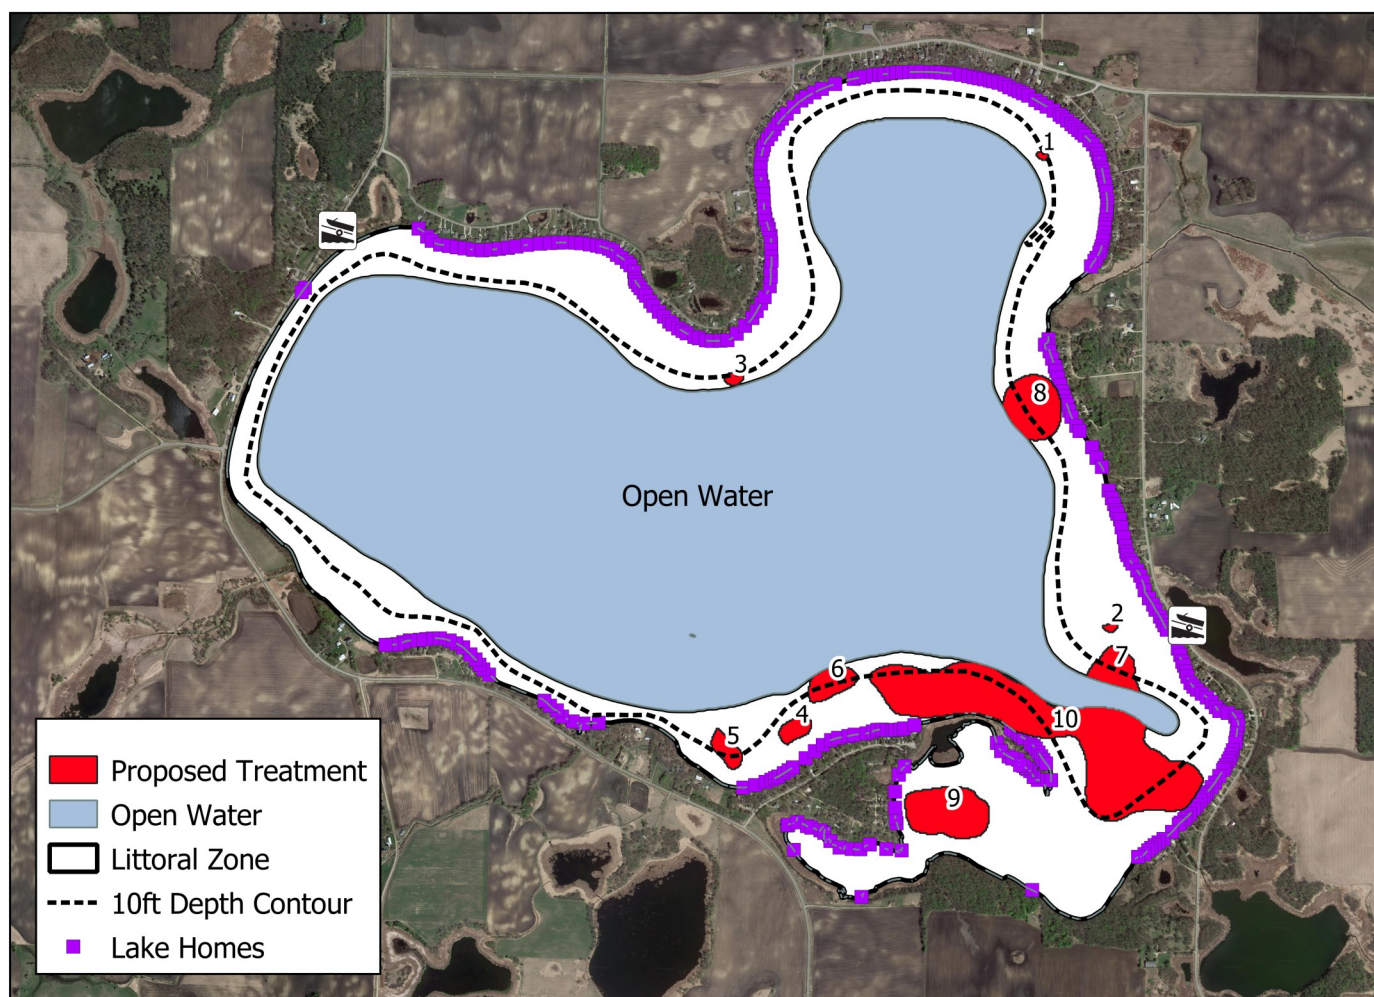 1
3
8
Open Water
2
7
6
10
4
5
9
Proposed Treatment
Open Water
Littoral Zone
10ft Depth Contour
Lake Homes